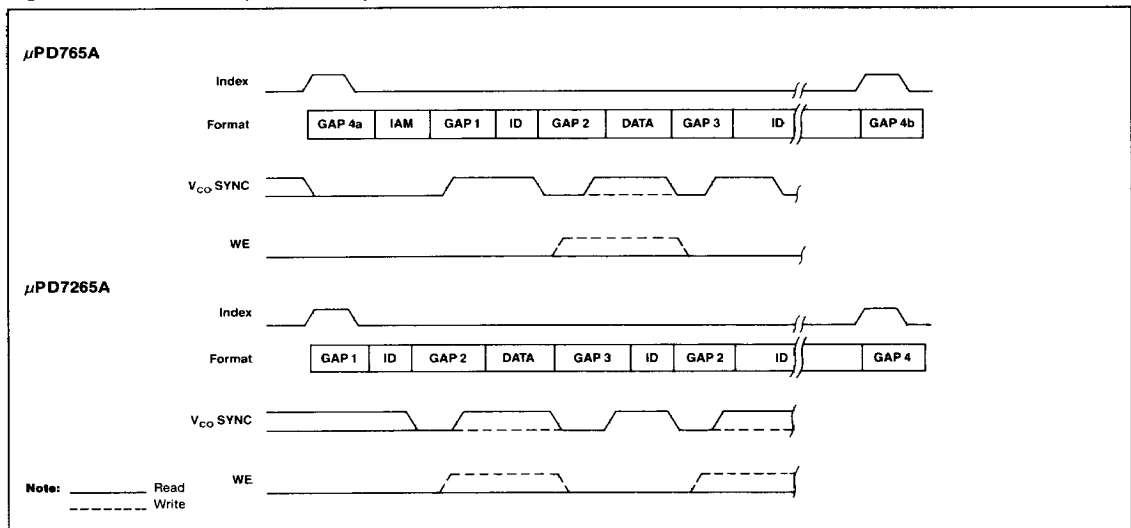 μPD765A
Index
Format GAP 4a IAM GAP 1 ID GAP 2 DATA GAP 3 ID GAP 4b
VCO SYNC
WE
μPD7265A
Index
Format GAP 1 ID GAP 2 DATA GAP 3 ID GAP 2 ID GAP 4
VCO SYNC
WE
Note: Read
Write